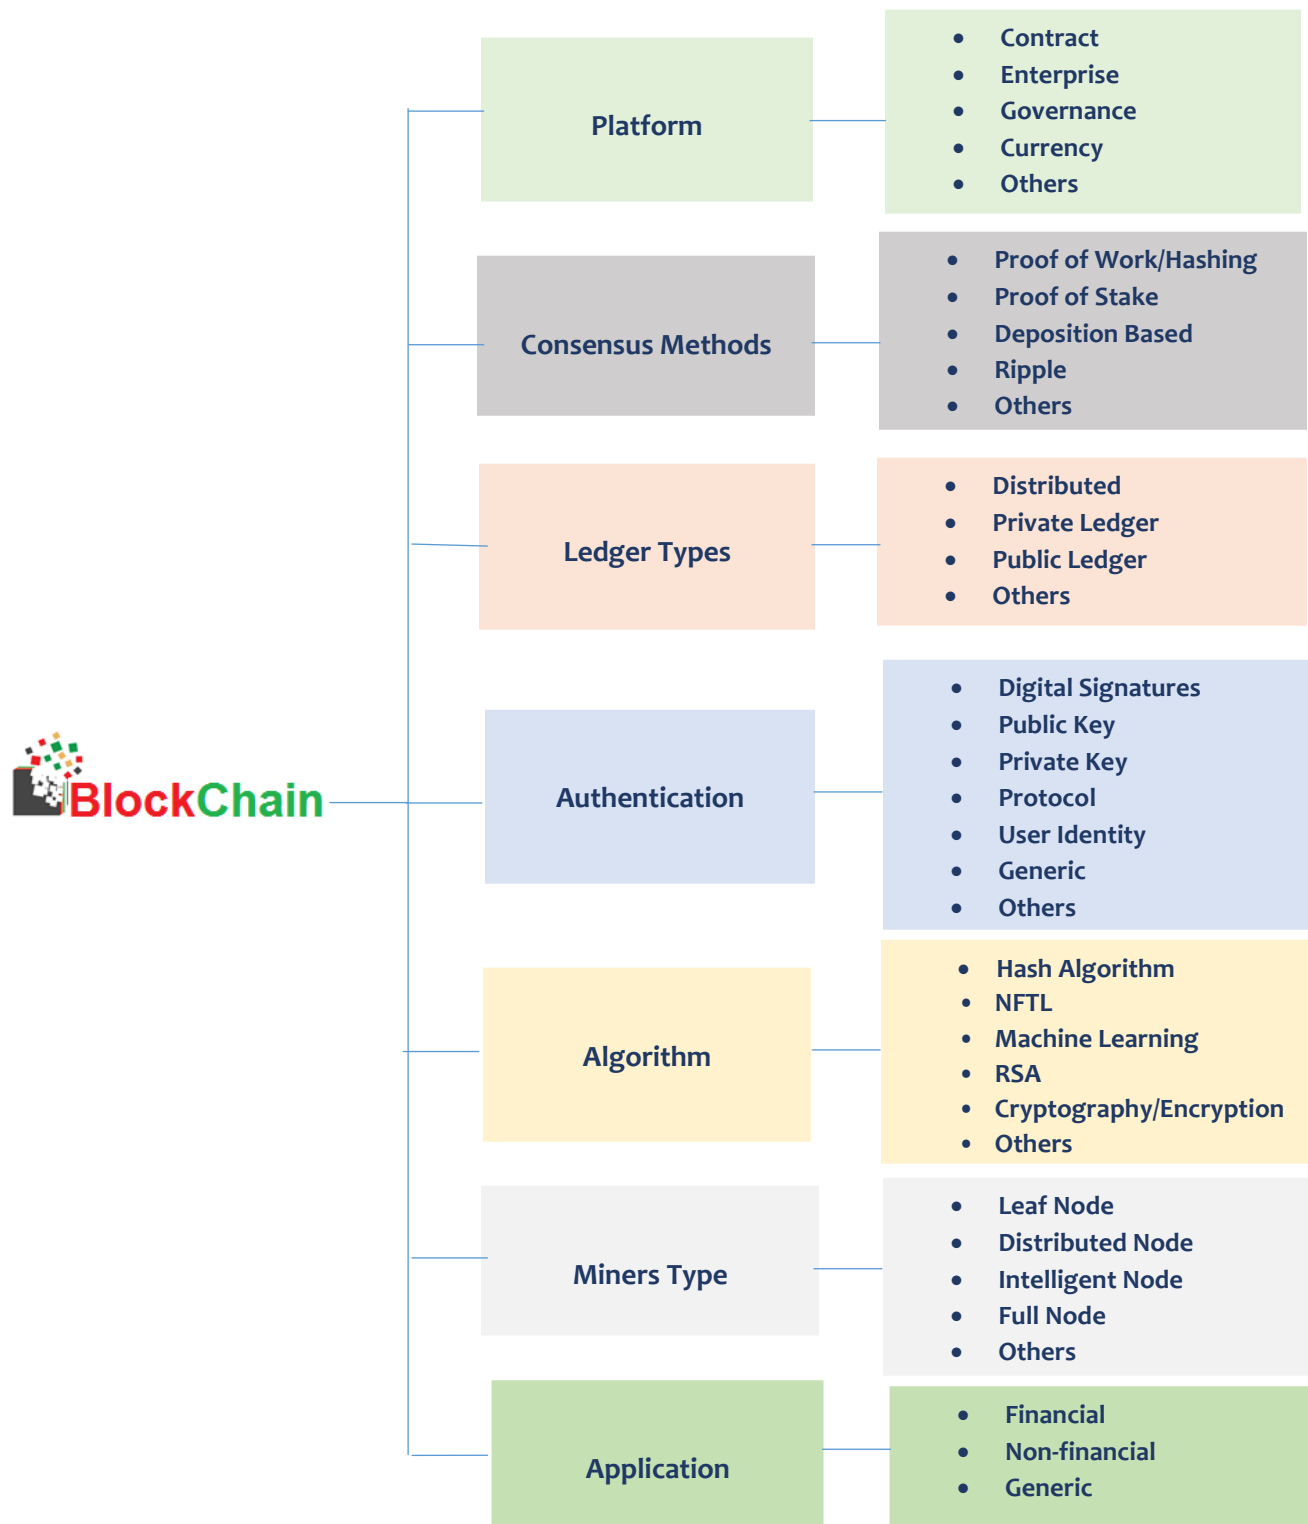 Platform
• Contract
• Enterprise
• Governance
• Currency
• Others
Consensus Methods
• Proof of Work/Hashing
• Proof of Stake
• Deposition Based
• Ripple
• Others
Ledger Types
• Distributed
• Private Ledger
• Public Ledger
• Others
BlockChain
Authentication
• Digital Signatures
• Public Key
• Private Key
• Protocol
• User Identity
• Generic
• Others
Algorithm
• Hash Algorithm
• NFTL
• Machine Learning
• RSA
• Cryptography/Encryption
• Others
Miners Type
• Leaf Node
• Distributed Node
• Intelligent Node
• Full Node
• Others
Application
• Financial
• Non-financial
• Generic